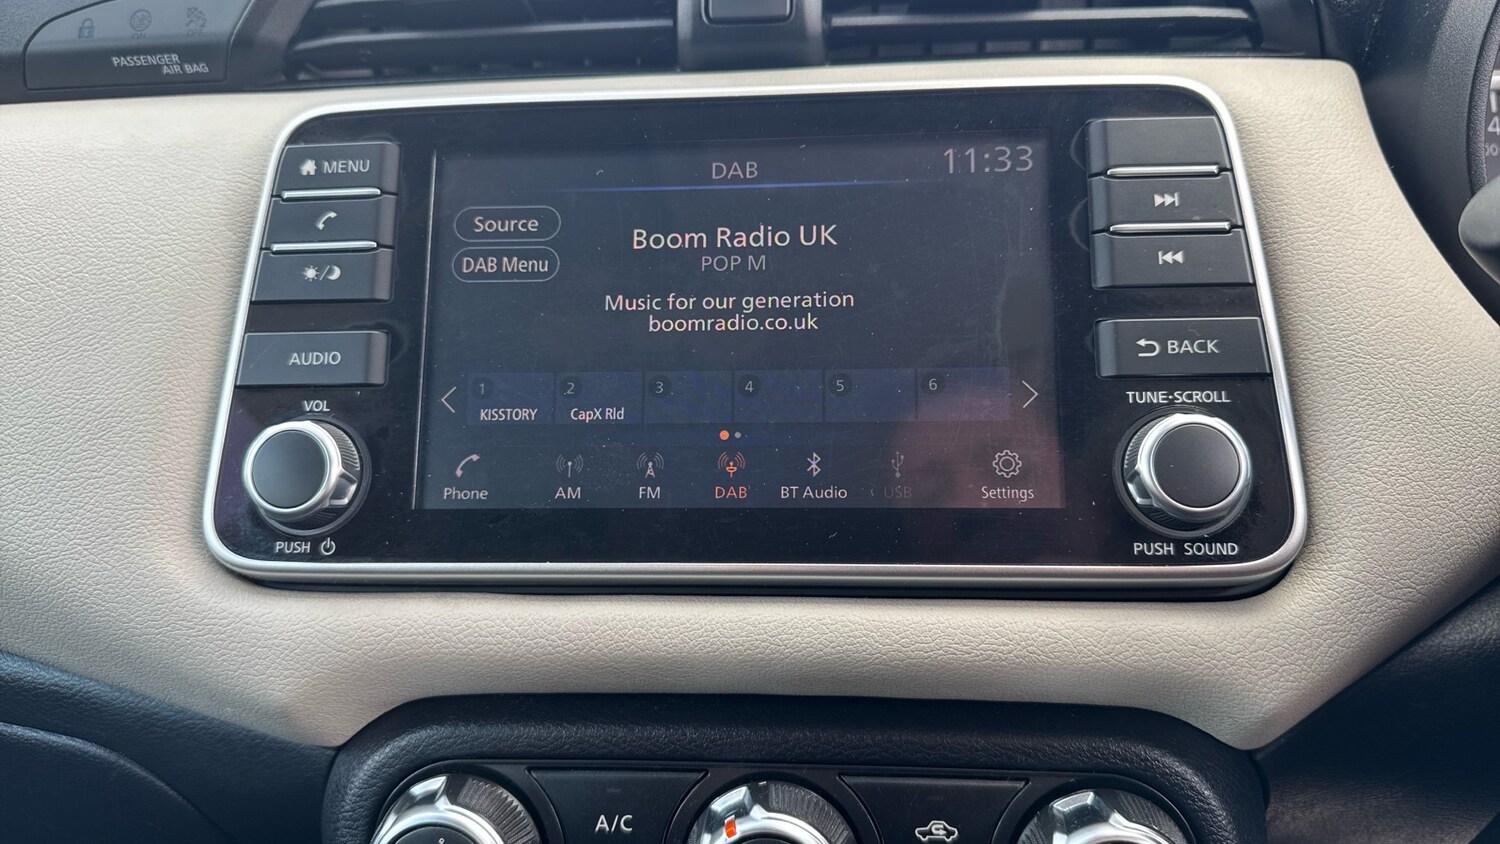 PASSENGER
AIR BAG
MENU
AUDIO
VOL
PUSH
DAB
11:33
Source
DAB Menu
Boom Radio UK
POP M
Music for our generation
boomradio.co.uk
1 2 3 4 5 6
KISSTORY CapX Rld
Phone AM FM DAB BT Audio USB Settings
BACK
TUNE•SCROLL
PUSH SOUND
A/C